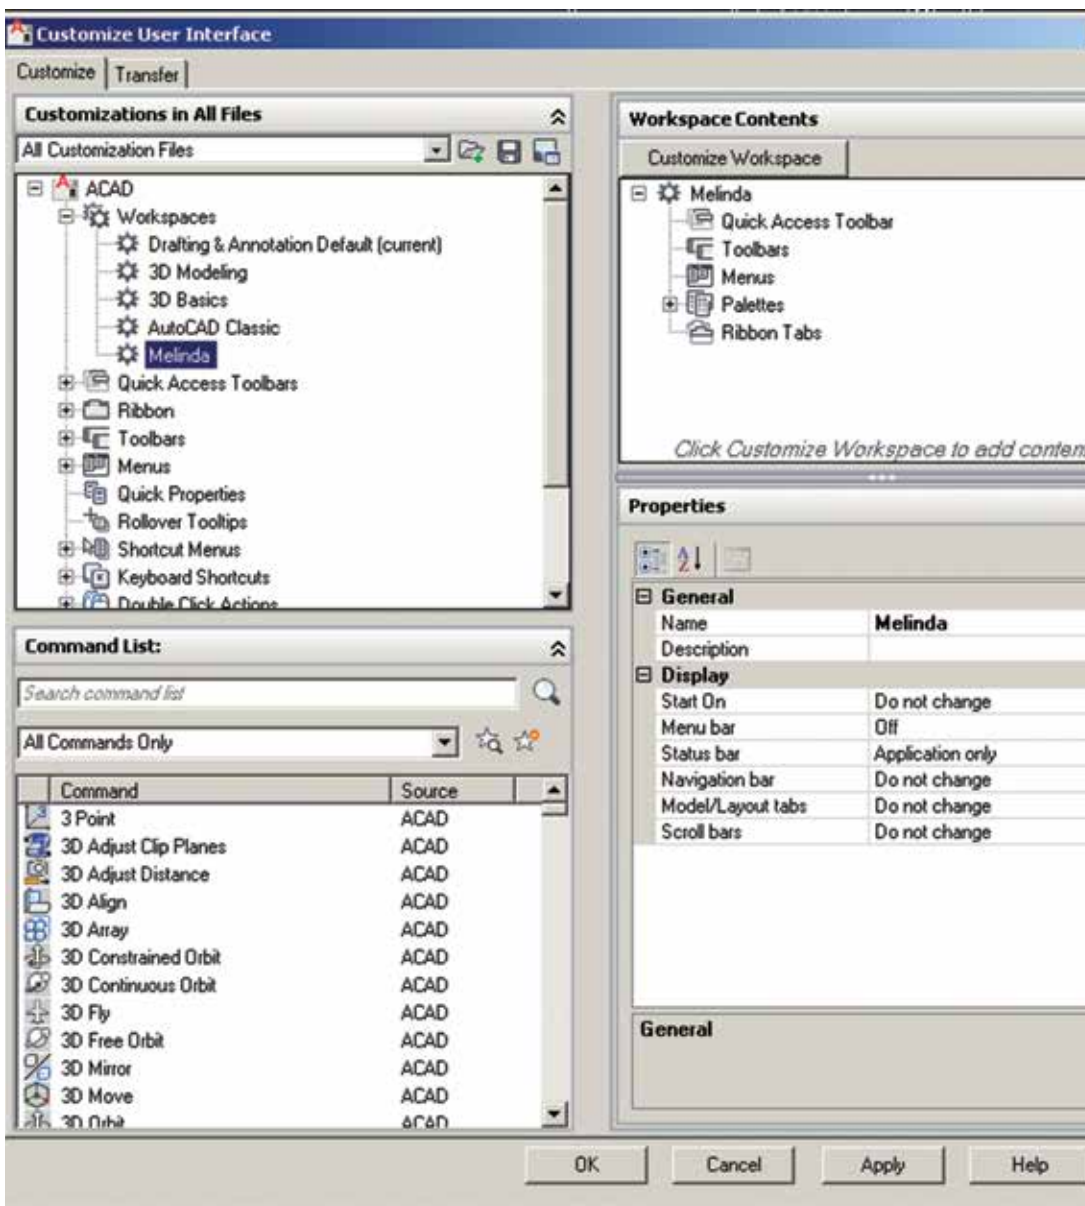 Customize User Interface
Customize
Transfer
Customizations in All Files
All Customization Files
ACAD
Workspaces
Drafting & Annotation Default (current)
3D Modeling
3D Basics
AutoCAD Classic
Melinda
Quick Access Toolbars
Ribbon
Toolbars
Menus
Quick Properties
Rollover Tooltips
Shortcut Menus
Keyboard Shortcuts
Double Click Actions
Command List:
Search command list
All Commands Only
Command Source
3 Point ACAD
3D Adjust Clip Planes ACAD
3D Adjust Distance ACAD
3D Align ACAD
3D Array ACAD
3D Constrained Orbit ACAD
3D Continuous Orbit ACAD
3D Fly ACAD
3D Free Orbit ACAD
3D Mirror ACAD
3D Move ACAD
3D Orbit ACAD
Workspace Contents
Customize Workspace
Melinda
Quick Access Toolbar
Toolbars
Menus
Palettes
Ribbon Tabs
Click Customize Workspace to add conten
Properties
General
Name Melinda
Description
Display
Start On Do not change
Menu bar Off
Status bar Application only
Navigation bar Do not change
Model/Layout tabs Do not change
Scroll bars Do not change
General
OK Cancel Apply Help